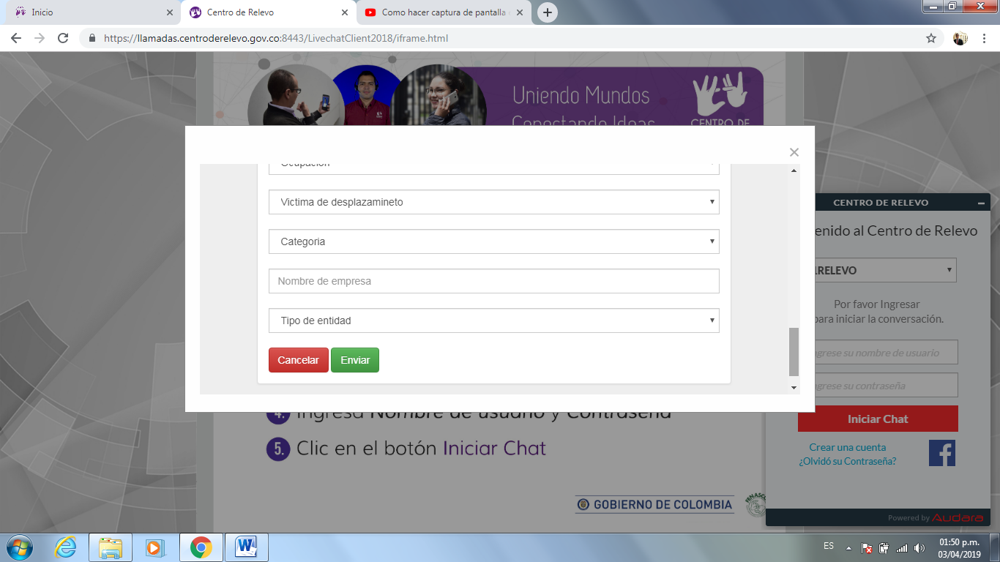 Inicio
Centro de Relevo
Como hacer captura de pantalla
https://llamadas.centroderelevo.gov.co:8443/LivechatClient2018/iframe.html
Uniendo Mundos
Conectando Ideas
CENTRO DE
Ocupación
Victima de desplazamineto
Categoria
Nombre de empresa
Tipo de entidad
Cancelar Enviar
4. Ingresa Nombre de usuario y Contraseña
5. Clic en el botón Iniciar Chat
GOBIERNO DE COLOMBIA
CENTRO DE RELEVO
enido al Centro de Relevo
RELEVO
Por favor Ingresar
para iniciar la conversación.
grese su nombre de usuario
grese su contraseña
Iniciar Chat
Crear una cuenta
¿Olvidó su Contraseña?
Powered by Audara
ES
01:50 p.m.
03/04/2019